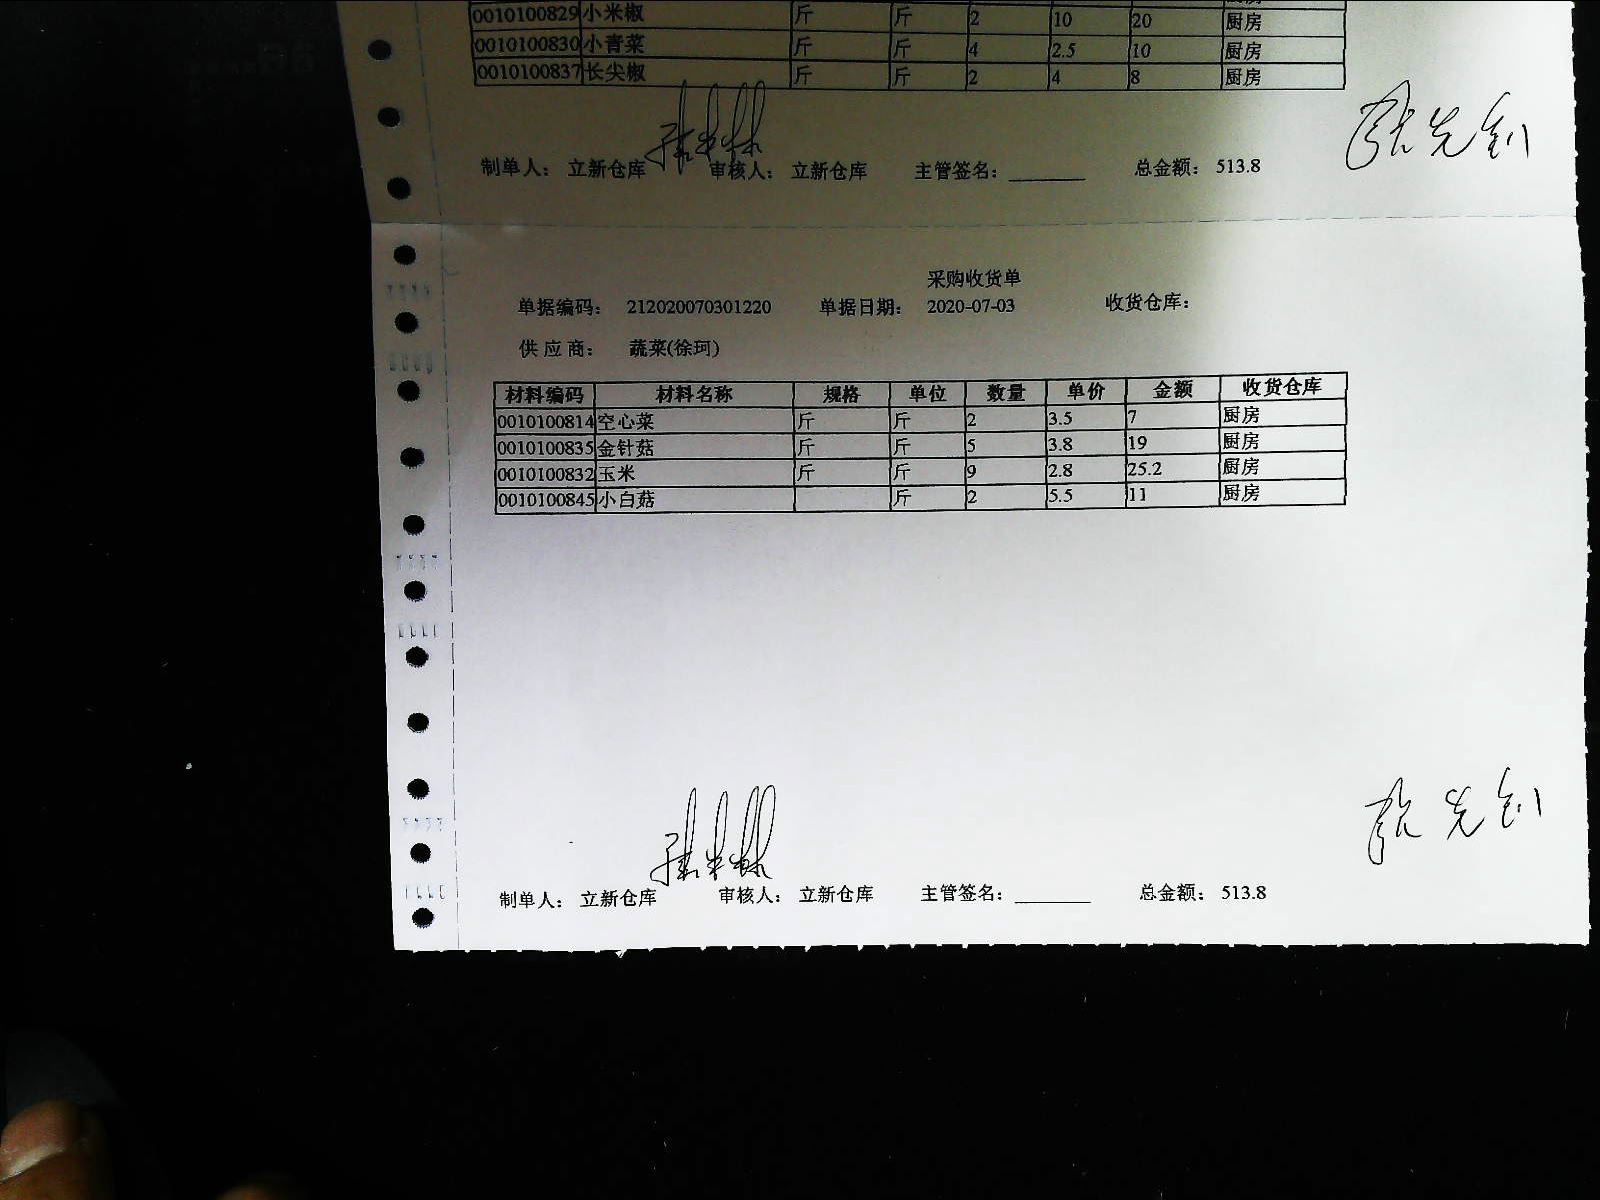 0010100829 小米椒 斤 斤 2 10 20 厨房
0010100830 小青菜 斤 斤 4 2.5 10 厨房
0010100837 长尖椒 斤 斤 2 4 8 厨房
制单人： 立新仓库 审核人： 立新仓库 主管签名：________ 总金额： 513.8
采购收货单
单据编码： 212020070301220 单据日期： 2020-07-03 收货仓库：
供应商： 蔬菜(徐珂)
材料编码 材料名称 规格 单位 数量 单价 金额 收货仓库
0010100814 空心菜 斤 斤 2 3.5 7 厨房
0010100835 金针菇 斤 斤 5 3.8 19 厨房
0010100832 玉米 斤 斤 9 2.8 25.2 厨房
0010100845 小白菇 斤 2 5.5 11 厨房
制单人： 立新仓库 审核人： 立新仓库 主管签名：________ 总金额： 513.8